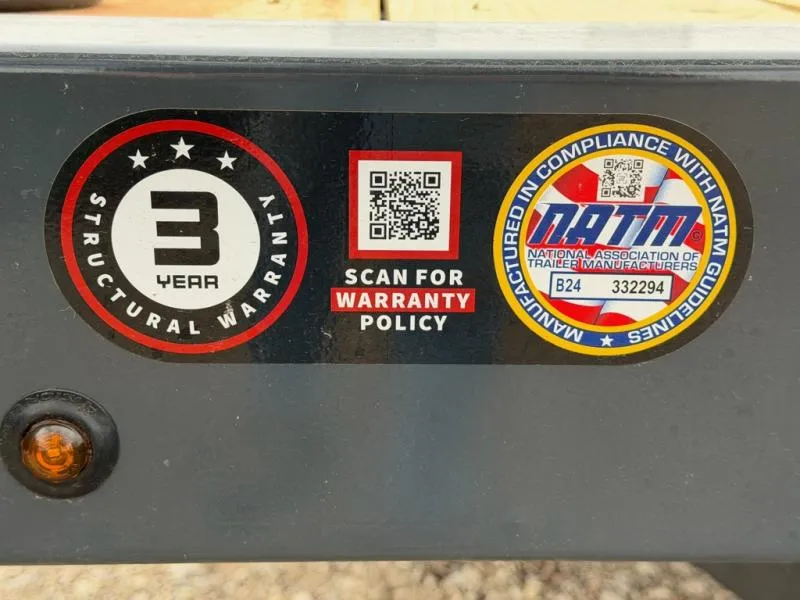 3
YEAR
STRUCTURAL WARRANTY
SCAN FOR
WARRANTY
POLICY
MANUFACTURED IN COMPLIANCE WITH NATM GUIDELINES
NATM
NATIONAL ASSOCIATION OF
TRAILER MANUFACTURERS
B24 332294